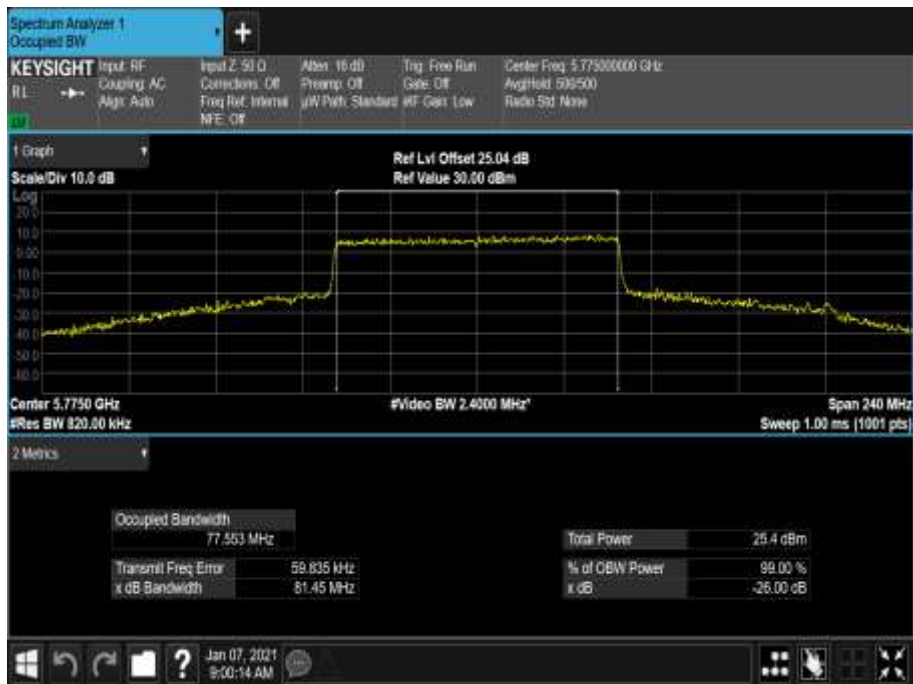 Spectrum Analyzer 1
Occupied BW
+
KEYSIGHT
Input: RF
Coupling: AC
Align: Auto
Input Z: 50 Ω
Corrections: Off
Freq Ref: Internal
NFE: Off
Atten: 16 dB
Preamp: Off
µW Path: Standard
Trig: Free Run
Gate: Off
#IF Gain: Low
Center Freq: 5.775000000 GHz
Avg|Hold: 500/500
Radio Std: None
1 Graph
Scale/Div 10.0 dB
Ref Lvl Offset 25.04 dB
Ref Value 30.00 dBm
Log
20.0
10.0
0.00
-10.0
-20.0
-30.0
-40.0
-50.0
-60.0
Center 5.7750 GHz
#Video BW 2.4000 MHz*
Span 240 MHz
#Res BW 820.00 kHz
Sweep 1.00 ms (1001 pts)
2 Metrics
Occupied Bandwidth
77.553 MHz
Total Power 25.4 dBm
Transmit Freq Error 59.835 kHz
% of OBW Power 99.00 %
x dB Bandwidth 81.45 MHz
x dB -26.00 dB
?
Jan 07, 2021
9:00:14 AM